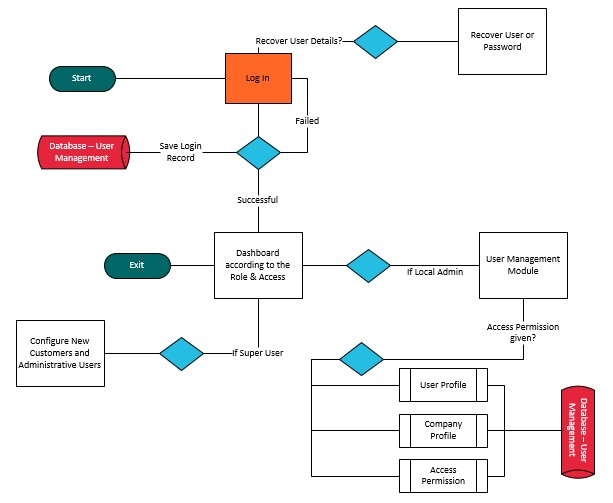 Recover User Details?
Recover User or
Password
Start
Log In
Failed
Database – User
Management
Save Login
Record
Successful
Exit
Dashboard
according to the
Role & Access
If Local Admin
User Management
Module
Configure New
Customers and
Administrative Users
If Super User
Access Permission
given?
User Profile
Company
Profile
Access
Permission
Database – User
Management